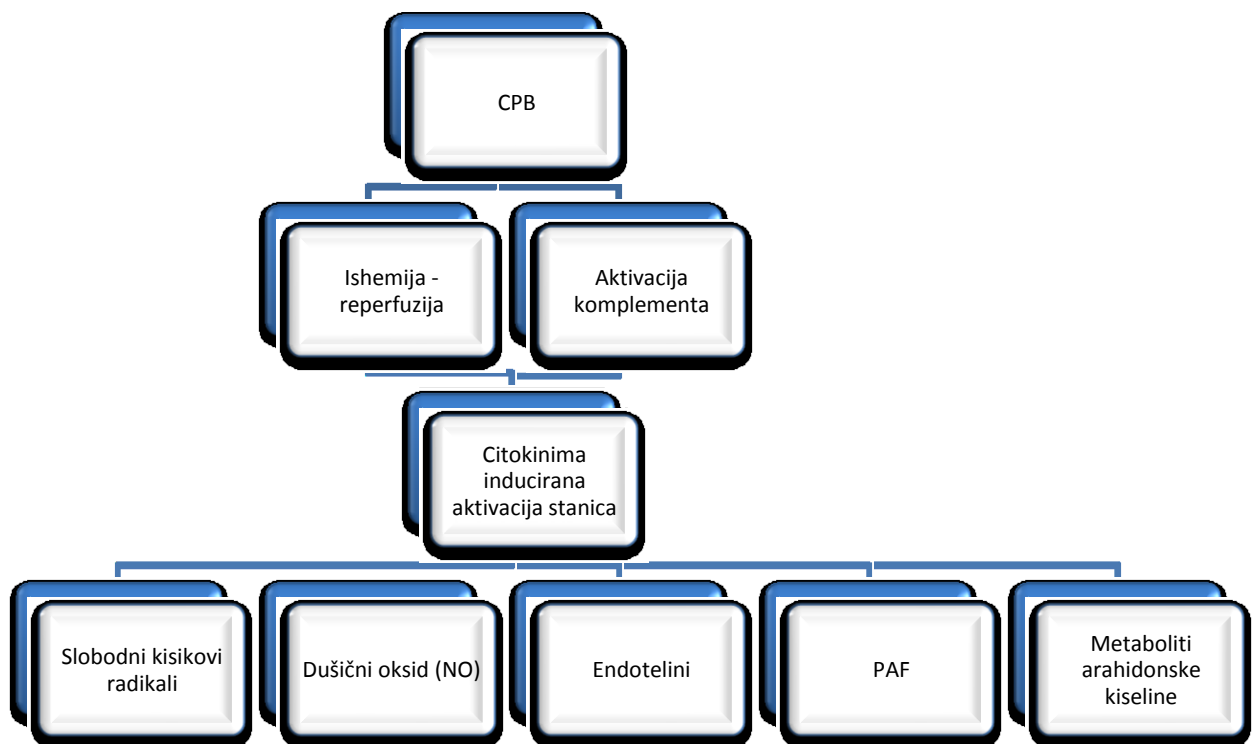 CPB
Ishemija -
reperfuzija
Aktivacija
komplementa
Citokinima
inducirana
aktivacija stanica
Slobodni kisikovi
radikali
Dušični oksid (NO)
Endotelini
PAF
Metaboliti
arahidonske
kiseline